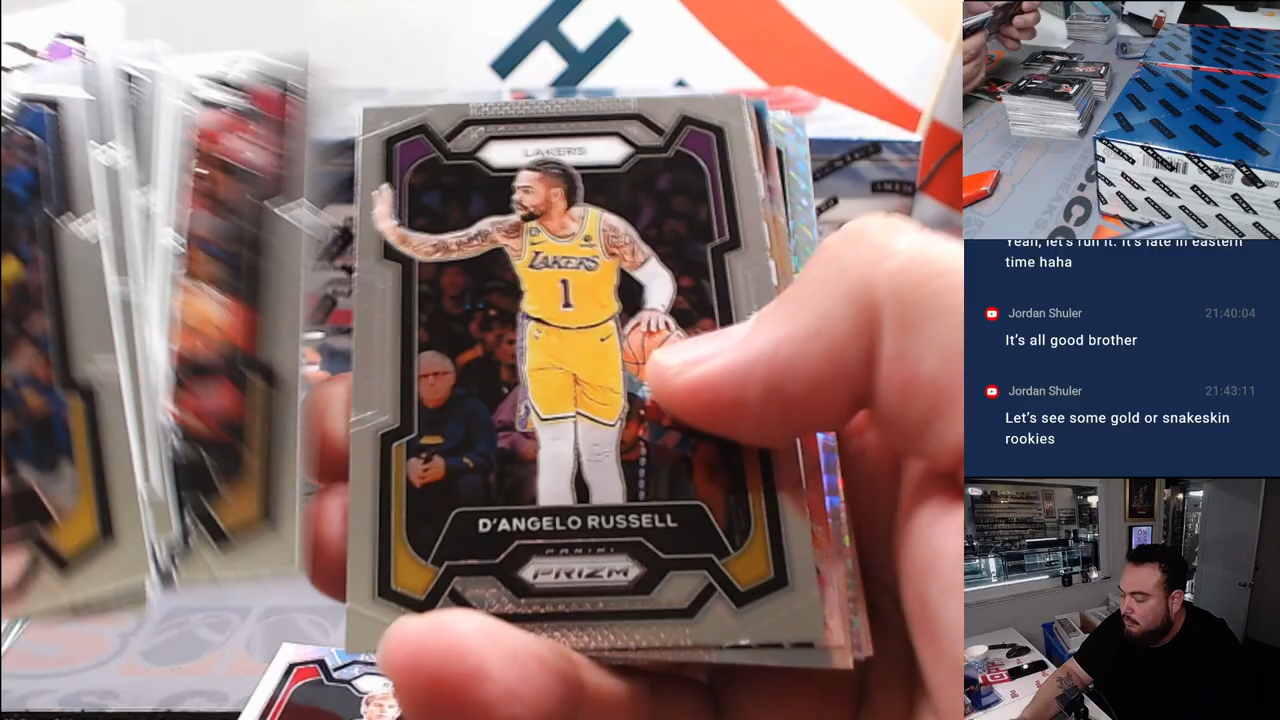 LAKERS
LAKERS
1
D'ANGELO RUSSELL
PANINI
PRIZM
Yeah, let's run it. It's late in eastern
time haha
Jordan Shuler 21:40:04
It's all good brother
Jordan Shuler 21:43:11
Let's see some gold or snakeskin
rookies